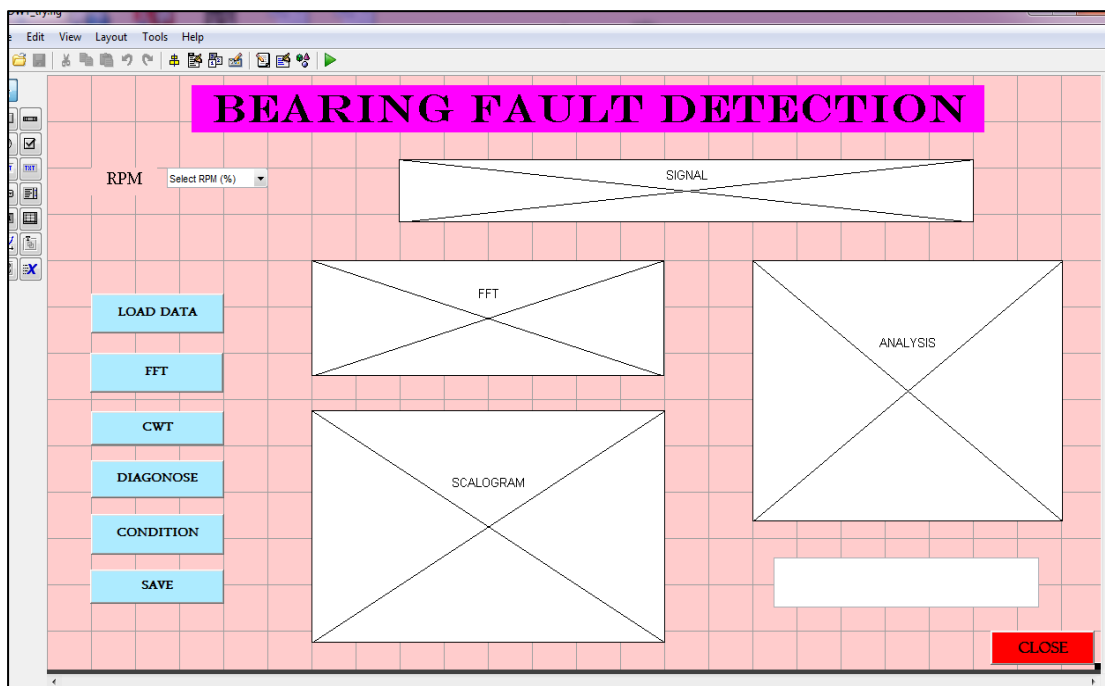 Edit View Layout Tools Help
BEARING FAULT DETECTION
RPM
Select RPM (%)
SIGNAL
FFT
ANALYSIS
SCALOGRAM
LOAD DATA
FFT
CWT
DIAGONOSE
CONDITION
SAVE
CLOSE